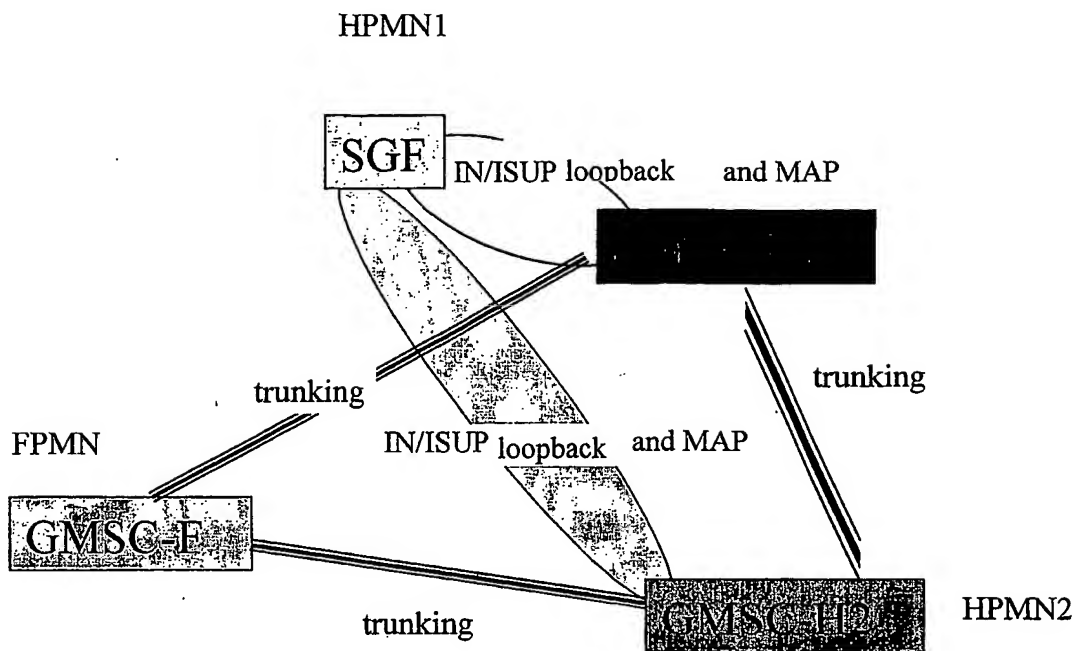 HPMN1
SGF
IN/ISUP loopback and MAP
trunking
trunking
IN/ISUP loopback and MAP
FPMN
GMSC-F
GMSC-H2
HPMN2
trunking